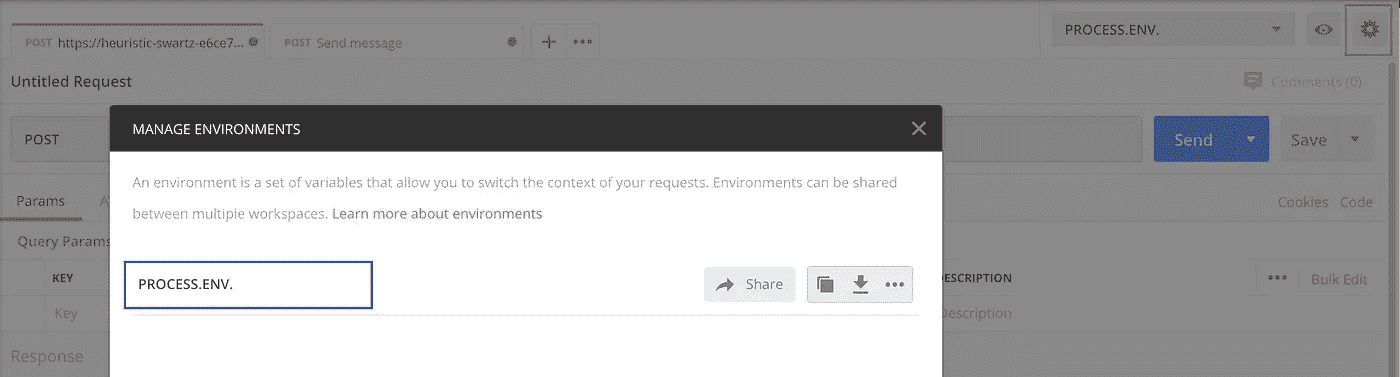 POST https://heuristic-swartz-e6ce7...
POST Send message
PROCESS.ENV.
Untitled Request
Comments (0)
MANAGE ENVIRONMENTS
POST
Send
Save
An environment is a set of variables that allow you to switch the context of your requests. Environments can be shared
between multiple workspaces. Learn more about environments
Params
Cookies Code
Query Params
PROCESS.ENV.
Share
KEY
DESCRIPTION
Bulk Edit
Key
Description
Response